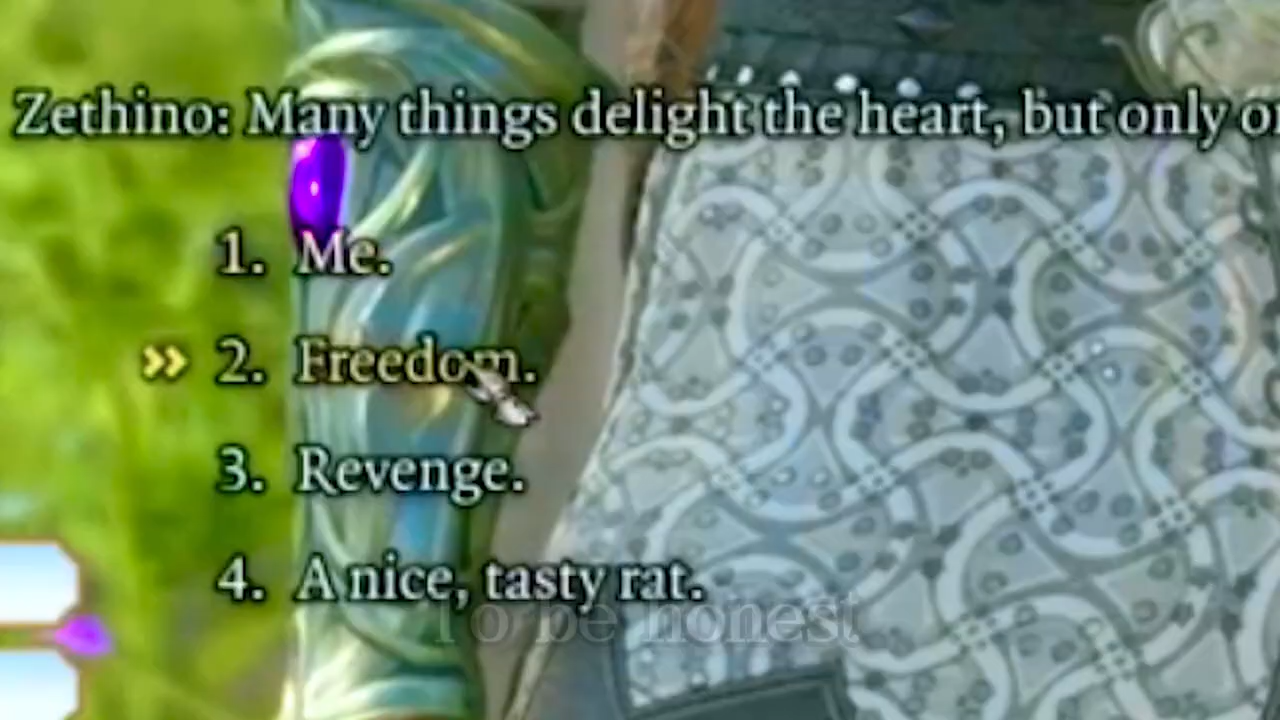 Zethino: Many things delight the heart, but only
1. Me.
2. Freedom.
3. Revenge.
4. A nice, tasty rat.
To be honest